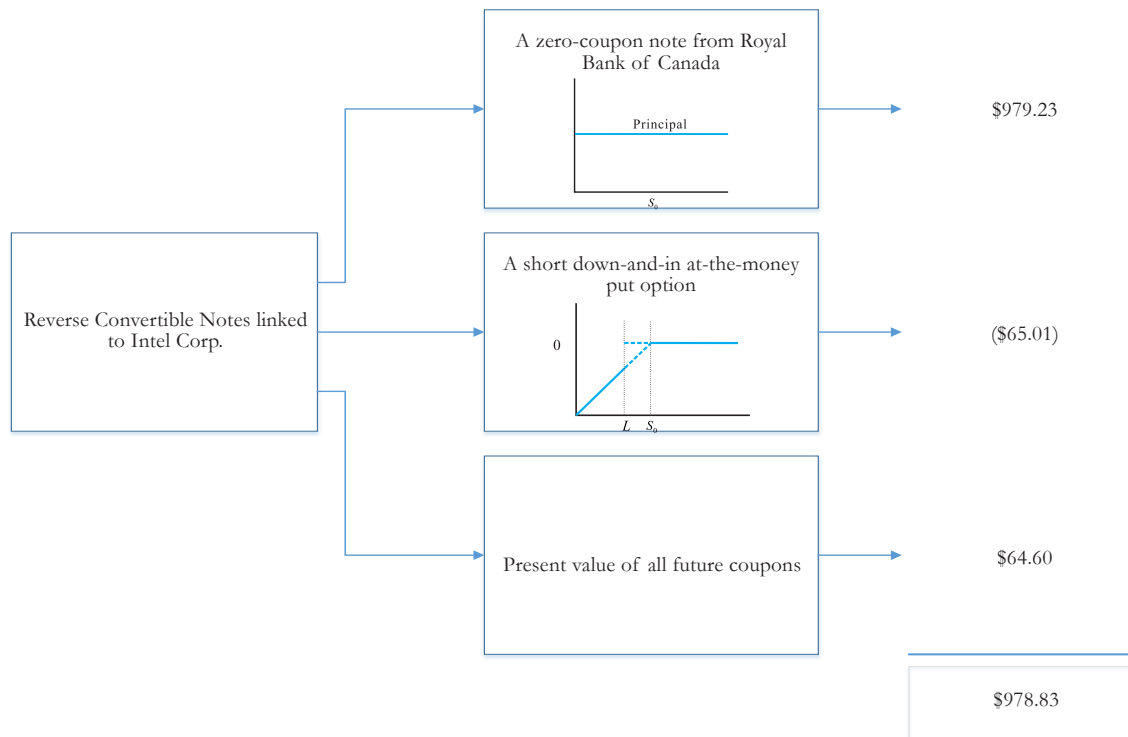 A zero-coupon note from Royal
Bank of Canada
Principal
S₀
$979.23
Reverse Convertible Notes linked
to Intel Corp.
A short down-and-in at-the-money
put option
0
L S₀
($65.01)
Present value of all future coupons
$64.60
$978.83